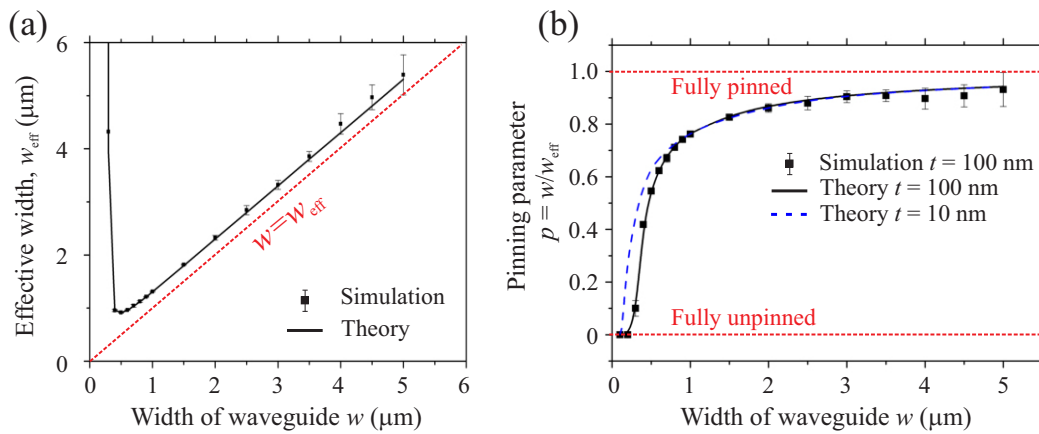 (a)
6
4
2
0
Effective width, w_eff (μm)
w=w_eff
Simulation
Theory
0 1 2 3 4 5 6
Width of waveguide w (μm)
(b)
1.0
0.8
0.6
0.4
0.2
0
Pinning parameter
p = w/w_eff
Fully pinned
Simulation t = 100 nm
Theory t = 100 nm
Theory t = 10 nm
Fully unpinned
0 1 2 3 4 5
Width of waveguide w (μm)